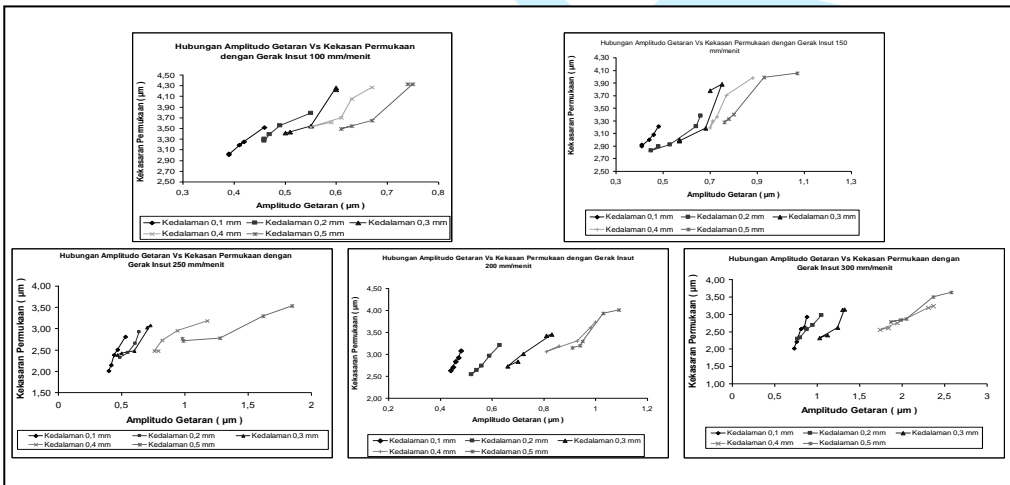 Hubungan Amplitudo Getaran Vs Kekasan Permukaan
dengan Gerak Insut 100 mm/menit
Kekasaran Permukaan ( µm )
4,50
4,30
4,10
3,90
3,70
3,50
3,30
3,10
2,90
2,70
2,50
0,3 0,4 0,5 0,6 0,7 0,8
Amplitudo Getaran ( µm )
Kedalaman 0,1 mm Kedalaman 0,2 mm Kedalaman 0,3 mm
Kedalaman 0,4 mm Kedalaman 0,5 mm
Hubungan Amplitudo Getaran Vs Kekasan Permukaan dengan Gerak Insut 150
mm/menit
Kekasaran Permukaan ( µm )
4,30
4,10
3,90
3,70
3,50
3,30
3,10
2,90
2,70
2,50
0,3 0,5 0,7 0,9 1,1 1,3
Amplitudo Getaran ( µm )
Kedalaman 0,1 mm Kedalaman 0,2 mm Kedalaman 0,3 mm
Kedalaman 0,4 mm Kedalaman 0,5 mm
Hubungan Amplitudo Getaran Vs Kekasan Permukaan dengan
Gerak Insut 250 mm/menit
Kekasaran Permukaan ( µm )
4,00
3,50
3,00
2,50
2,00
1,50
0 0,5 1 1,5 2
Amplitudo Getaran ( µm )
Kedalaman 0,1 mm Kedalaman 0,2 mm Kedalaman 0,3 mm
Kedalaman 0,4 mm Kedalaman 0,5 mm
Hubungan Amplitudo Getaran Vs Kekasan Permukaan dengan Gerak Insut
200 mm/menit
Kekasaran Permukaan ( µm )
5,00
4,00
3,00
2,00
0,2 0,4 0,6 0,8 1 1,2
Amplitudo Getaran ( µm )
Kedalaman 0,1 mm Kedalaman 0,2 mm Kedalaman 0,3 mm
Kedalaman 0,4 mm Kedalaman 0,5 mm
Hubungan Amplitudo Getaran Vs Kekasan Permukaan dengan
Gerak Insut 300 mm/menit
Kekasaran Permukaan ( µm )
4,00
3,50
3,00
2,50
2,00
1,50
1,00
0 0,5 1 1,5 2 2,5 3
Amplitudo Getaran ( µm )
Kedalaman 0,1 mm Kedalaman 0,2 mm Kedalaman 0,3 mm
Kedalaman 0,4 mm Kedalaman 0,5 mm